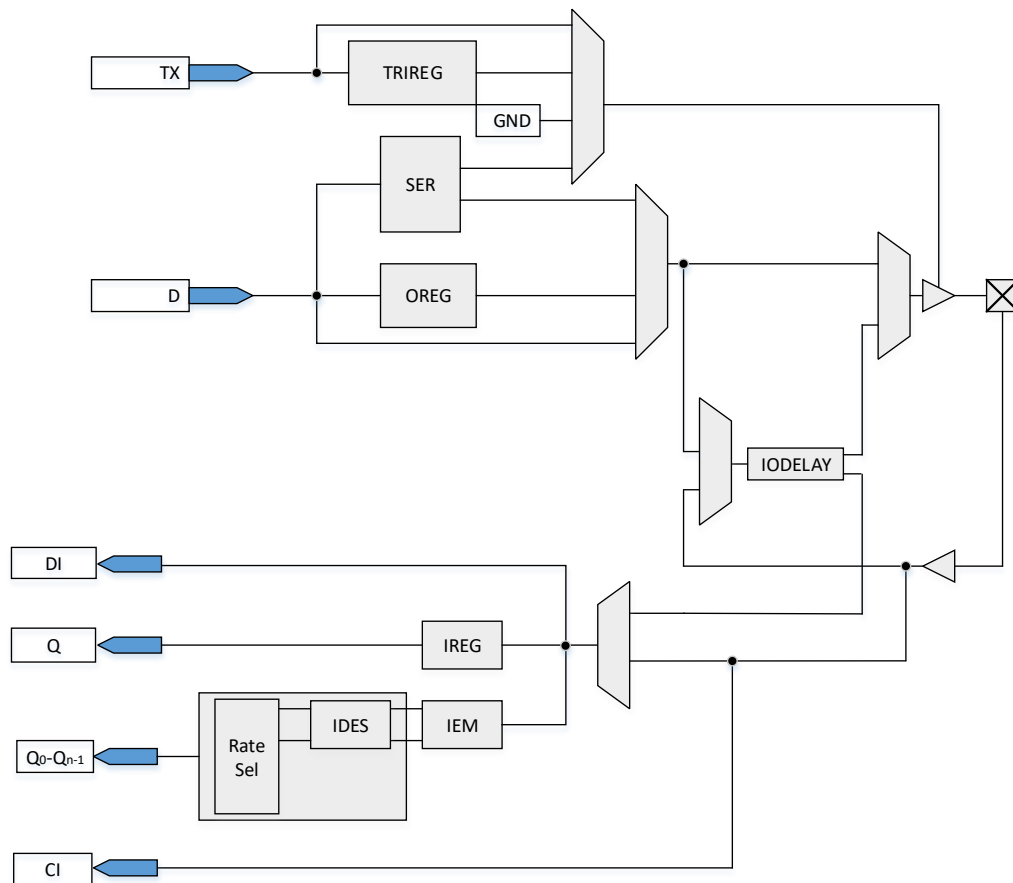 TX
TRIREG
GND
SER
D
OREG
IODELAY
DI
Q
IREG
IDES
IEM
Rate
Sel
Q0-Qn-1
CI